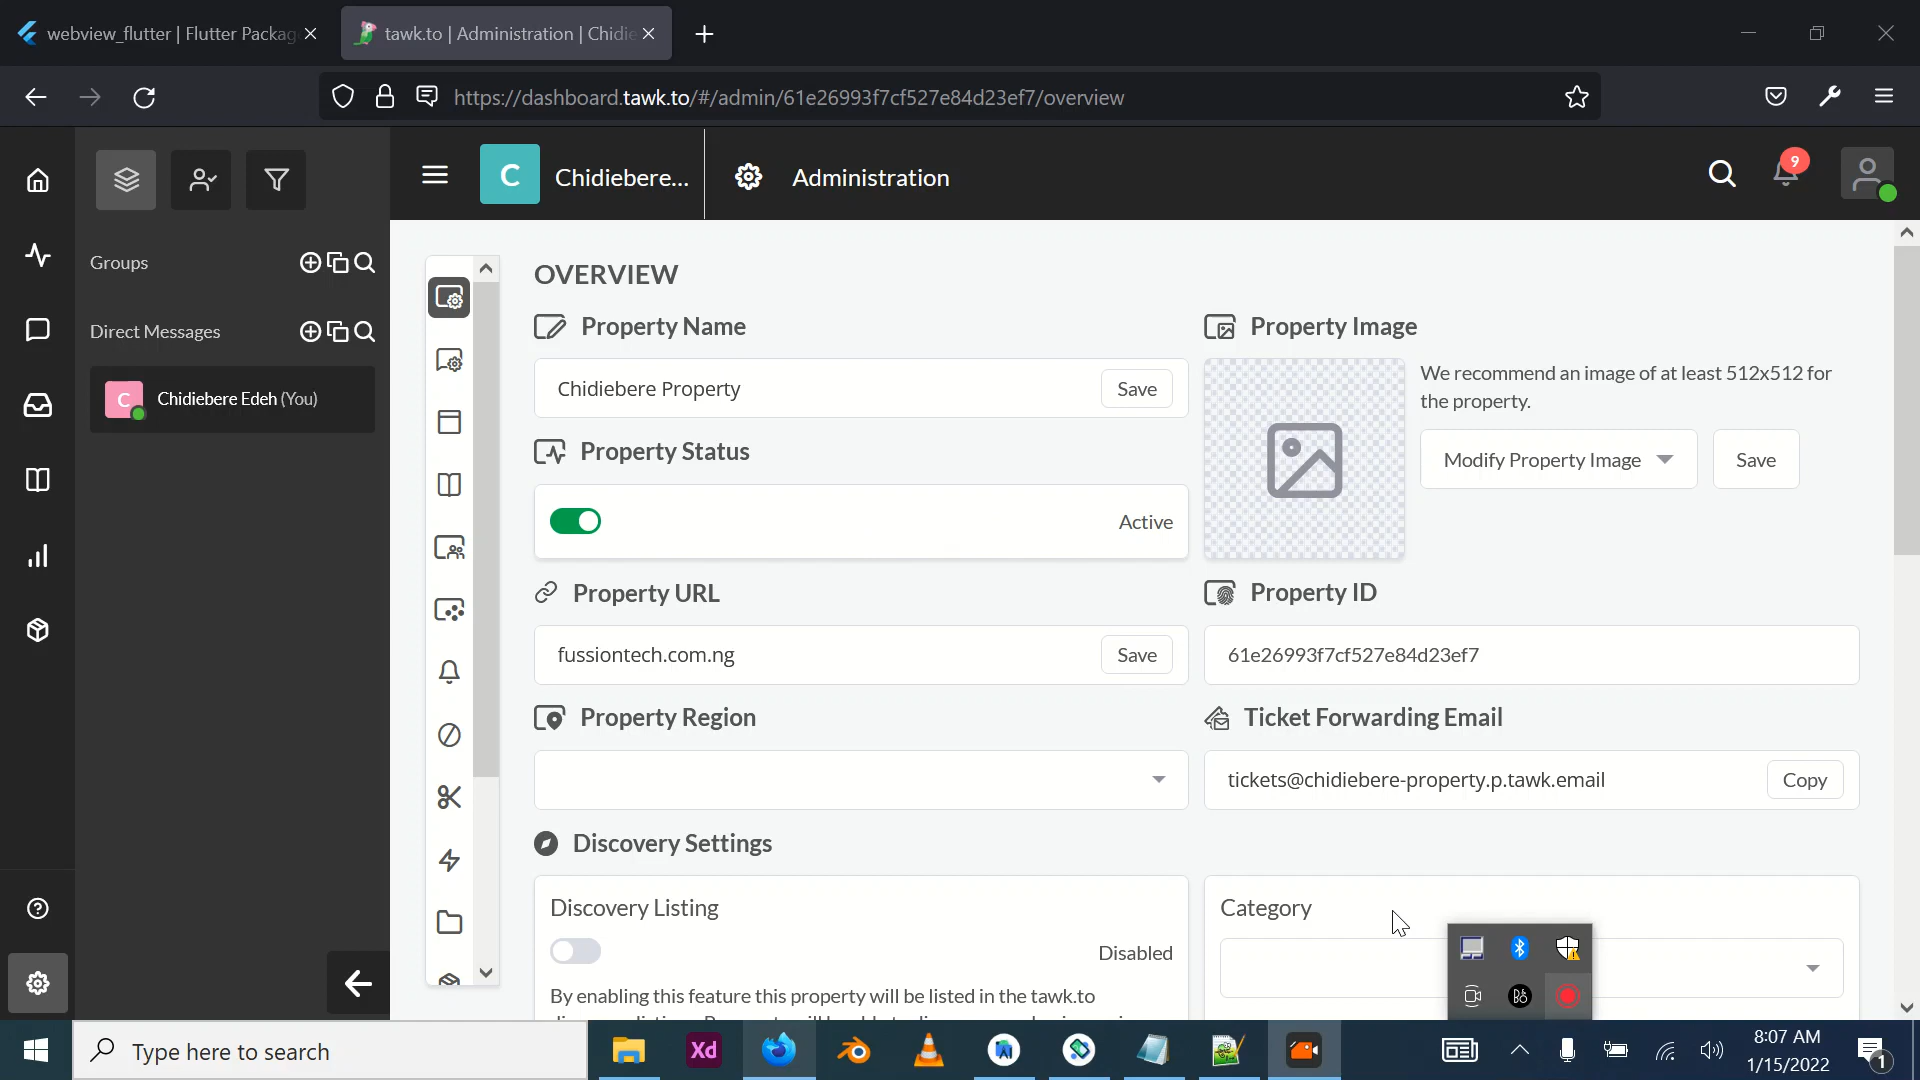 webview_flutter | Flutter Packag
tawk.to | Administration | Chidie
https://dashboard.tawk.to/#/admin/61e26993f7cf527e84d23ef7/overview
C
Chidiebere...
Administration
9
Groups
Direct Messages
C
Chidiebere Edeh (You)
OVERVIEW
Property Name
Chidiebere Property
Save
Property Status
Active
Property Image
We recommend an image of at least 512x512 for
the property.
Modify Property Image
Save
Property URL
fussiontech.com.ng
Save
Property ID
61e26993f7cf527e84d23ef7
Property Region
Ticket Forwarding Email
tickets@chidiebere-property.p.tawk.email
Copy
Discovery Settings
Discovery Listing
Disabled
By enabling this feature this property will be listed in the tawk.to
Category
Type here to search
Xd
8:07 AM
1/15/2022
1